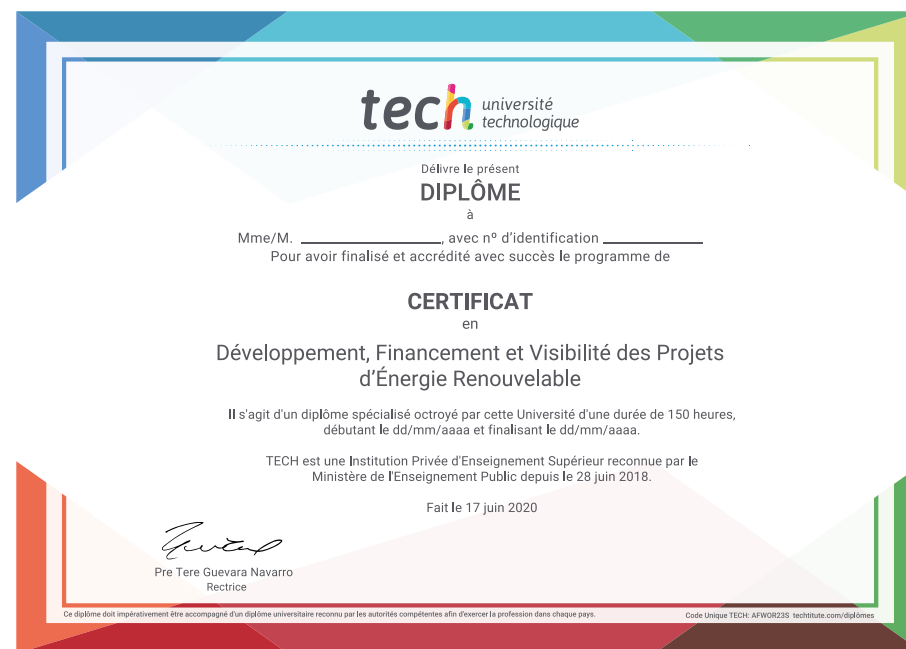 tech université
technologique
Délivre le présent
DIPLÔME
à
Mme/M. ____________________, avec nº d'identification ______________
Pour avoir finalisé et accrédité avec succès le programme de
CERTIFICAT
en
Développement, Financement et Visibilité des Projets
d'Énergie Renouvelable
Il s'agit d'un diplôme spécialisé octroyé par cette Université d'une durée de 150 heures,
débutant le dd/mm/aaaa et finalisant le dd/mm/aaaa.
TECH est une Institution Privée d'Enseignement Supérieur reconnue par le
Ministère de l'Enseignement Public depuis le 28 juin 2018.
Fait le 17 juin 2020
Pre Tere Guevara Navarro
Rectrice
Ce diplôme doit impérativement être accompagné d'un diplôme universitaire reconnu par les autorités compétentes afin d'exercer la profession dans chaque pays.
Code Unique TECH: AFWOR23S techtitute.com/diplômes